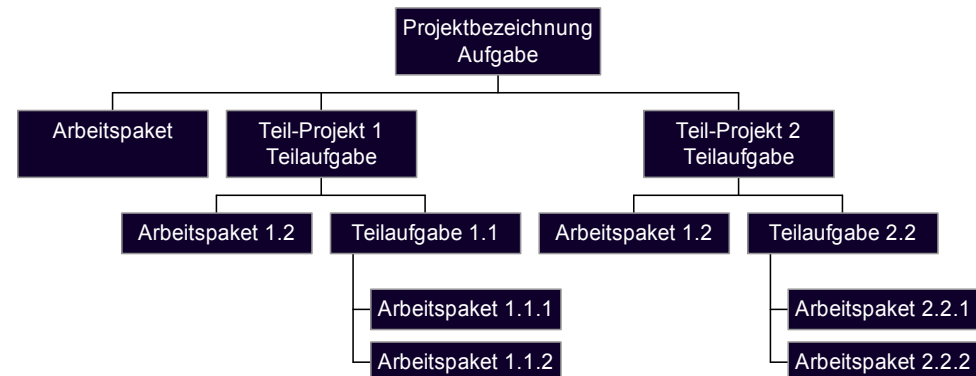 Projektbezeichnung
Aufgabe
Arbeitspaket
Teil-Projekt 1
Teilaufgabe
Teil-Projekt 2
Teilaufgabe
Arbeitspaket 1.2
Teilaufgabe 1.1
Arbeitspaket 1.2
Teilaufgabe 2.2
Arbeitspaket 1.1.1
Arbeitspaket 2.2.1
Arbeitspaket 1.1.2
Arbeitspaket 2.2.2